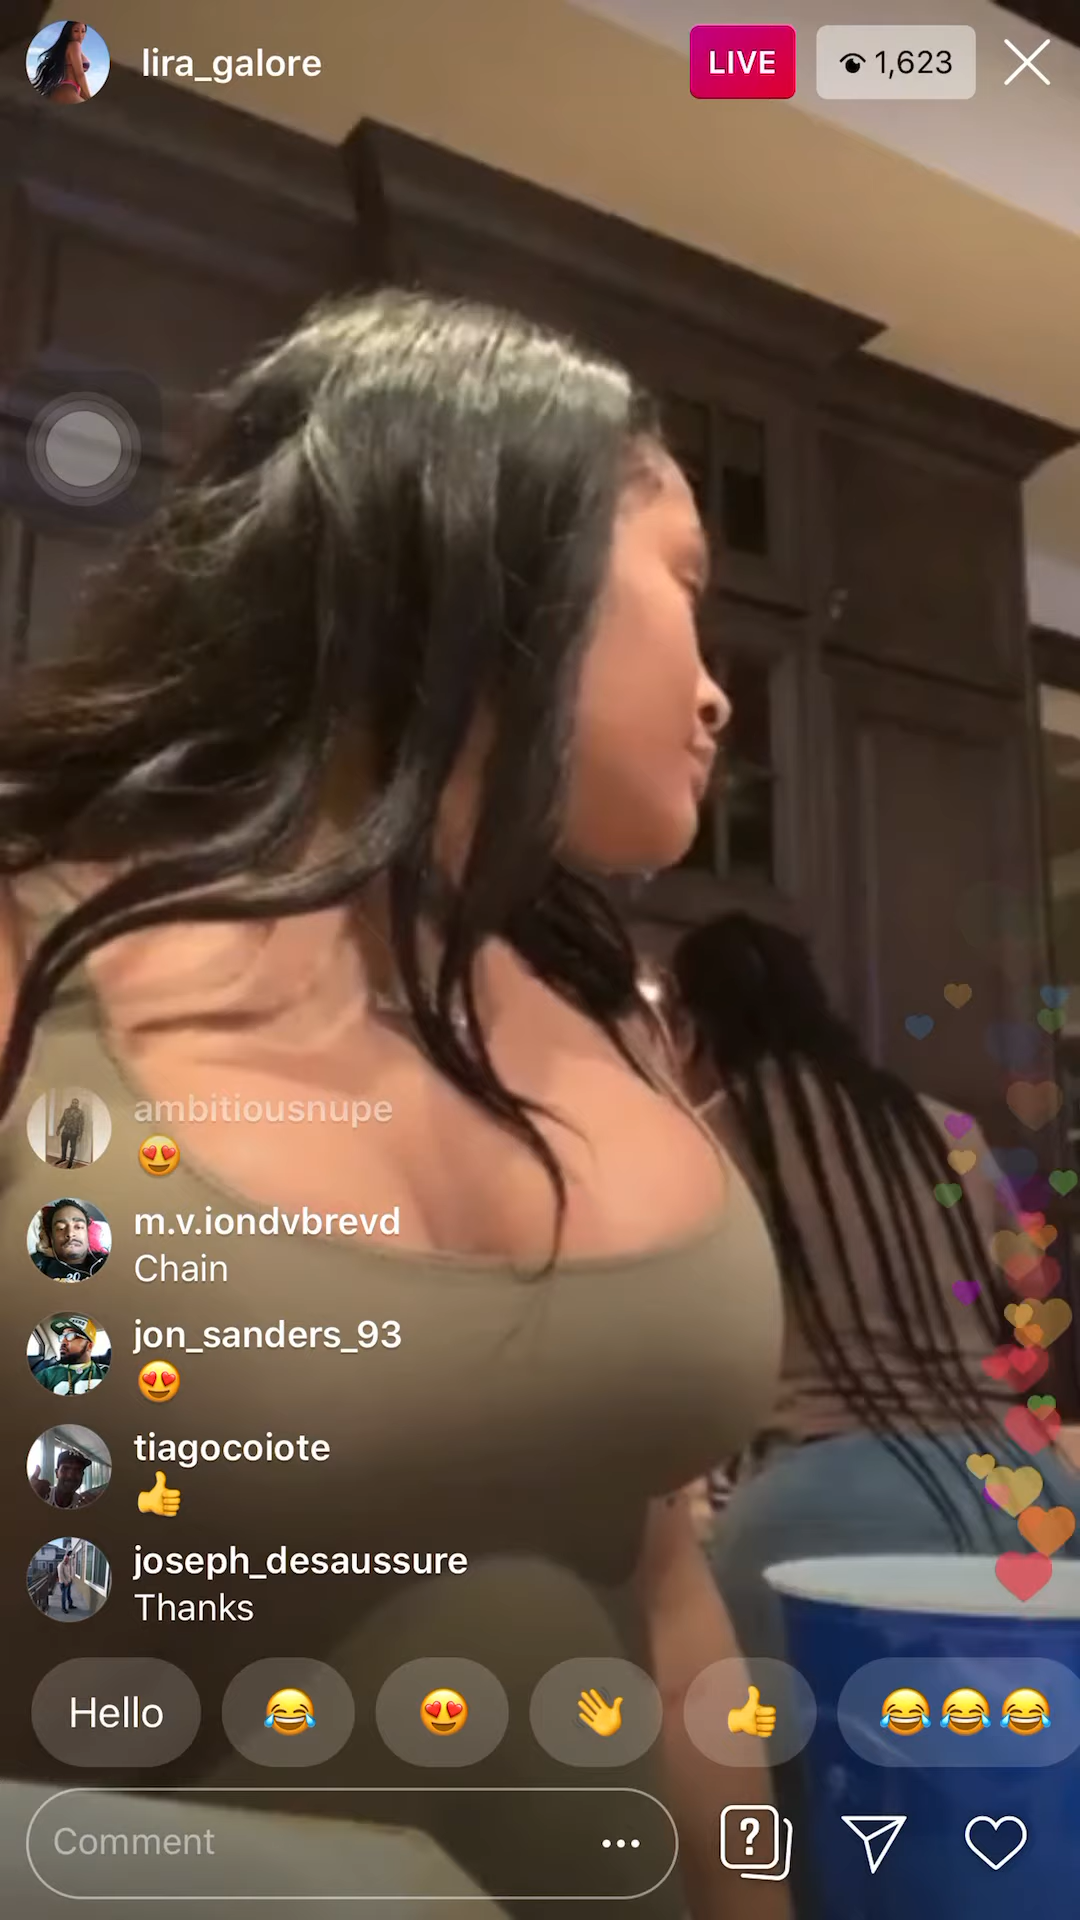 lira_galore
LIVE
1,623
ambitiousnupe
😍
m.v.iondvbrevd
Chain
jon_sanders_93
😍
tiagocoiote
👍
joseph_desaussure
Thanks
Hello 😂 😍 👋 👍 😂😂😂
Comment